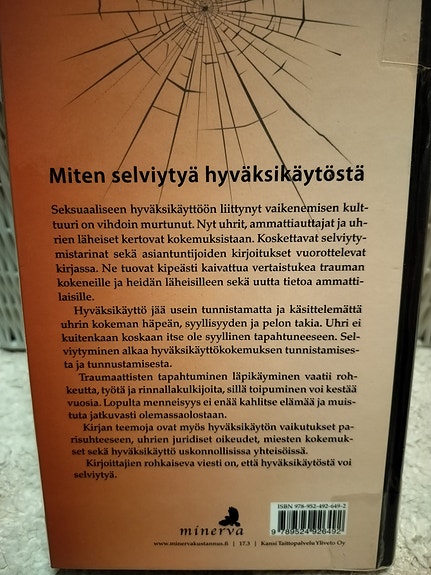 Miten selviytyä hyväksikäytöstä
Seksuaaliseen hyväksikäyttöön liittynyt vaikenemisen kult-
tuuri on vihdoin murtunut. Nyt uhrit, ammattiauttajat ja uh-
rien läheiset kertovat kokemuksistaan. Koskettavat selviyty-
mistarinat sekä asiantuntijoiden kirjoitukset vuorottelevat
kirjassa. Ne tuovat kipeästi kaivattua vertaistukea trauman
kokeneille ja heidän läheisilleen sekä uutta tietoa ammatti-
laisille.
Hyväksikäyttö jää usein tunnistamatta ja käsittelemättä
uhrin kokeman häpeän, syyllisyyden ja pelon takia. Uhri ei
kuitenkaan koskaan itse ole syyllinen tapahtuneeseen. Sel-
viytyminen alkaa hyväksikäyttökokemuksen tunnistamises-
ta ja tunnustamisesta.
Traumaattisten tapahtuminen läpikäyminen vaatii roh-
keutta, työtä ja rinnallakulkijoita, sillä toipuminen voi kestää
vuosia. Lopulta menneisyys ei enää kahlitse elämää ja muis-
tuta jatkuvasti olemassaolostaan.
Kirjan teemoja ovat myös hyväksikäytön vaikutukset pa-
risuhteeseen, uhrien juridiset oikeudet, miesten kokemuk-
set sekä hyväksikäyttö uskonnollisissa yhteisöissä.
Kirjoittajien rohkaiseva viesti on, että hyväksikäytöstä voi
selviytyä.
ISBN 978-952-492-649-2
9 789524 926492
minerva
www.minervakustannus.fi | 17.3 | Kansi Taittopalvelu Yliveto Oy